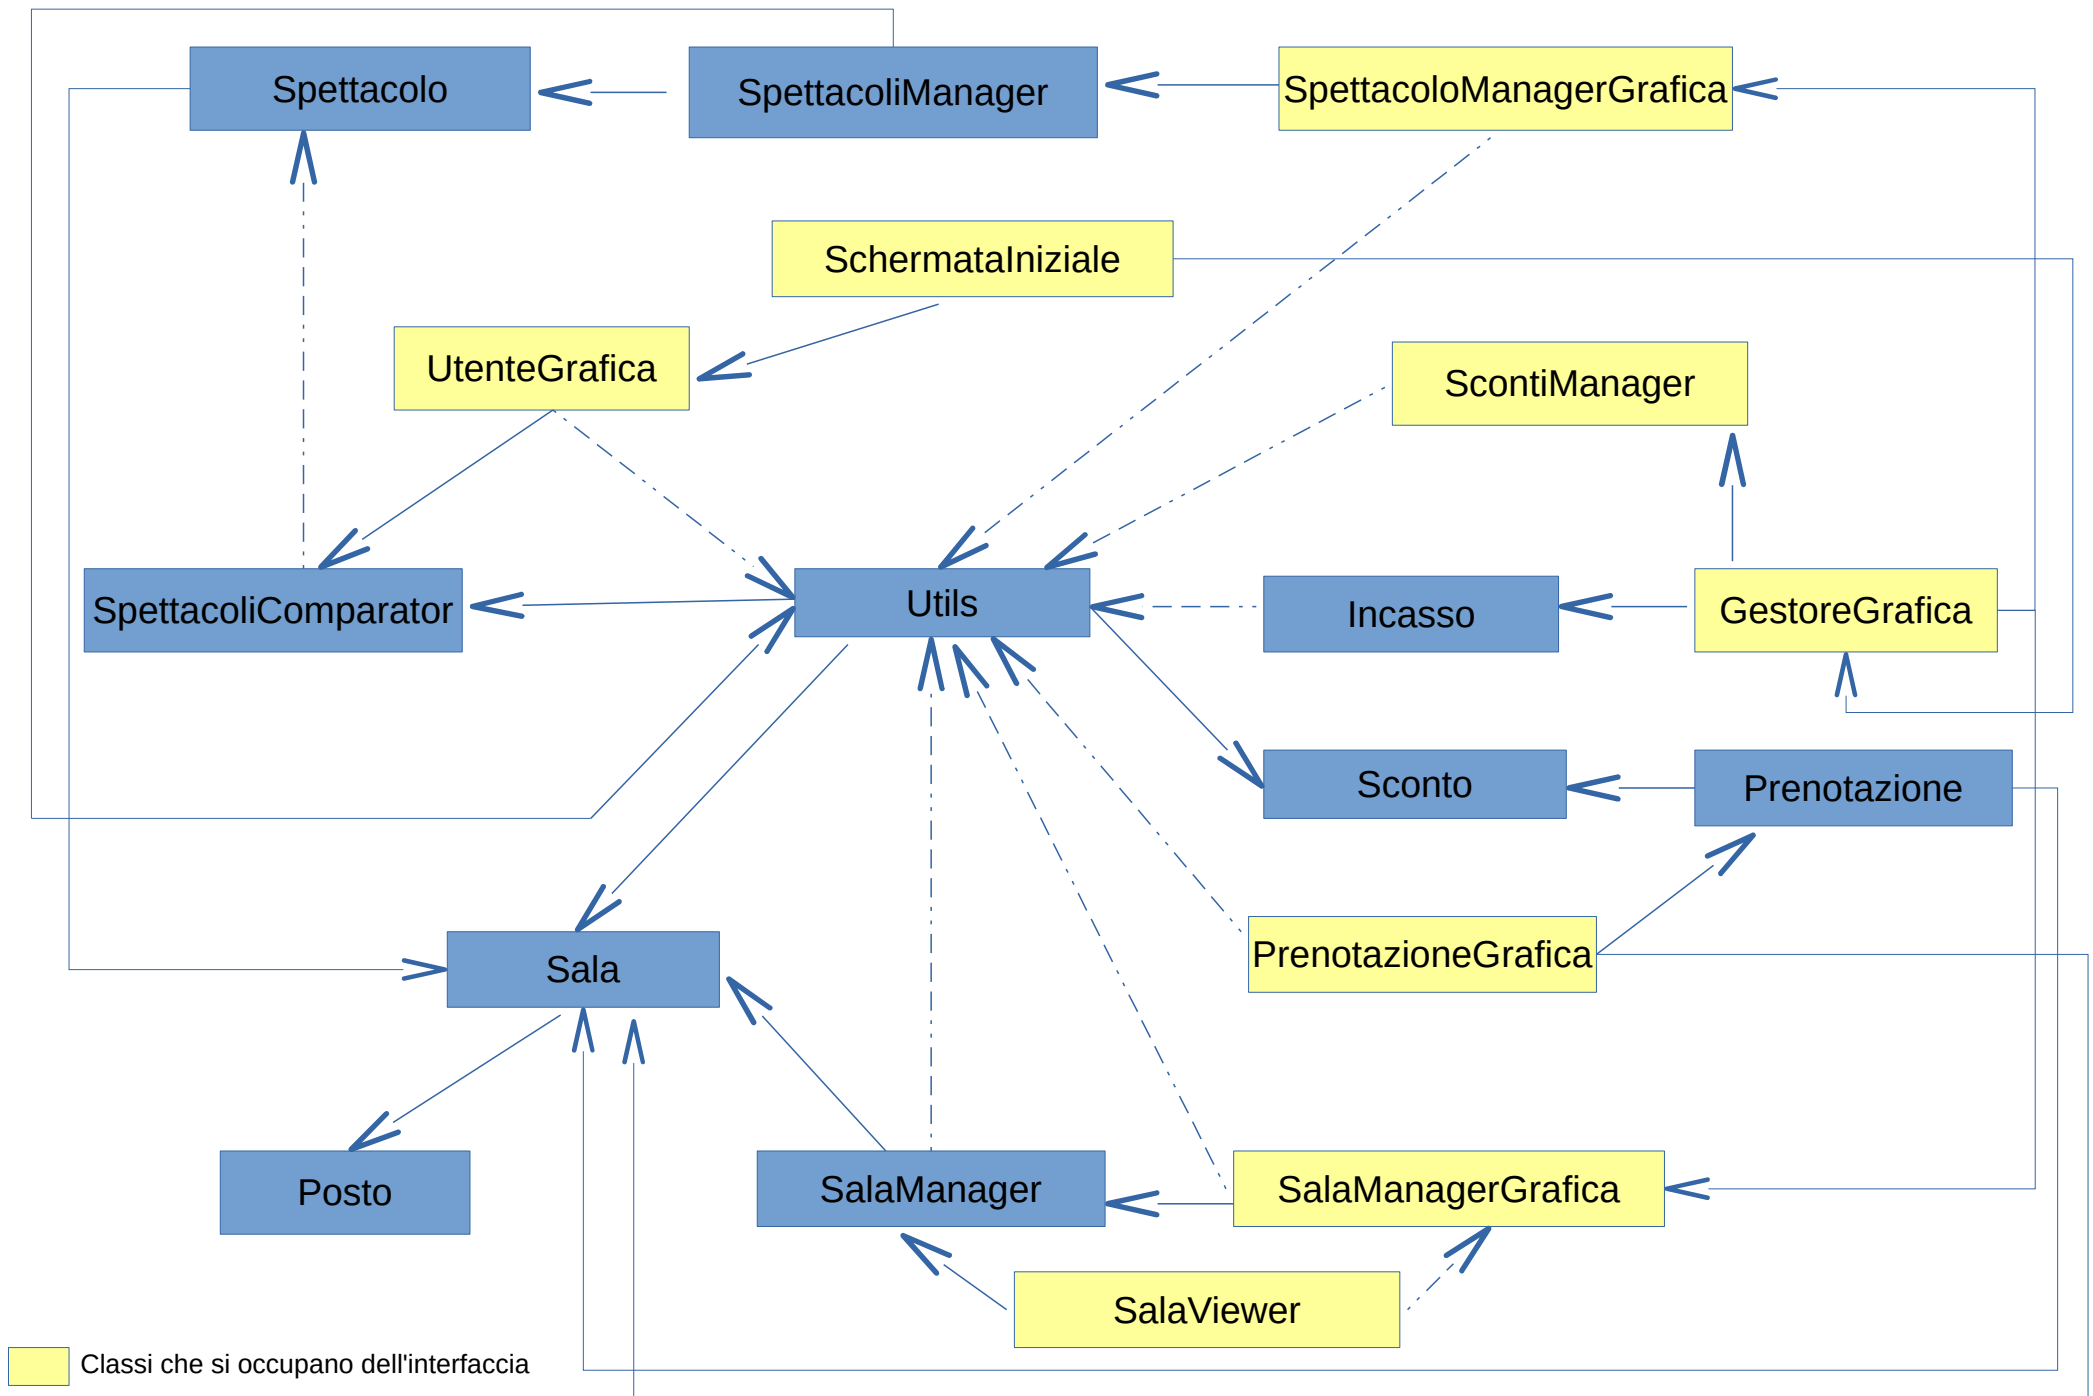 Spettacolo
SpettacoliManager
SpettacoloManagerGrafica
SchermataIniziale
UtenteGrafica
ScontiManager
SpettacoliComparator
Utils
Incasso
GestoreGrafica
Sconto
Prenotazione
Sala
PrenotazioneGrafica
Posto
SalaManager
SalaManagerGrafica
SalaViewer
Classi che si occupano dell'interfaccia